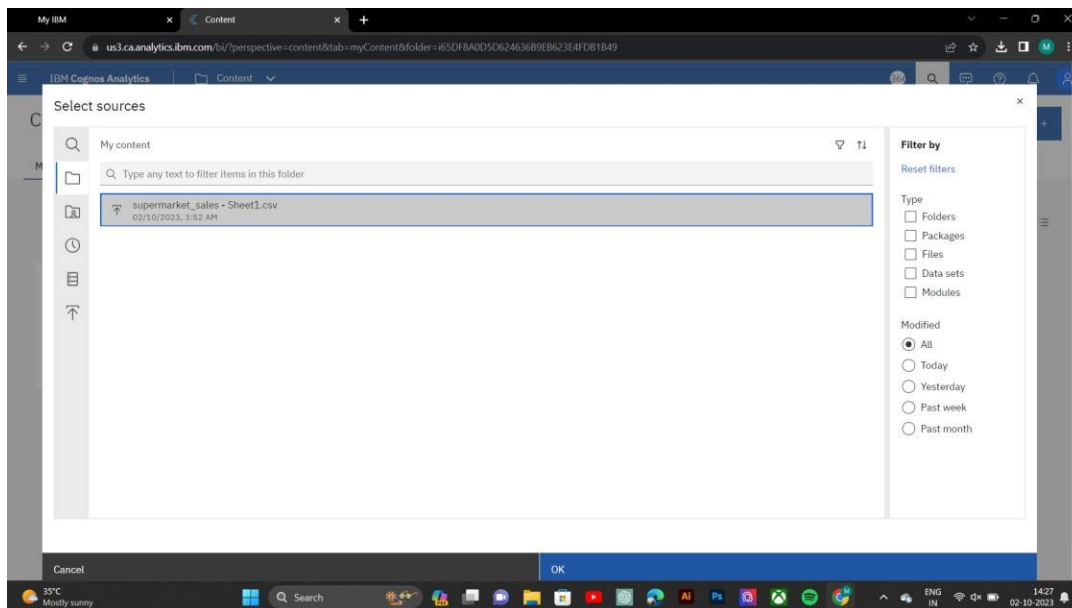 My IBM
Content
us3.ca.analytics.ibm.com/bi/?perspective=content&tab=myContent&folder=i65DF8A0D5D624636B9EB623E4FD81B49
IBM Cognos Analytics
Content
Select sources
My content
Type any text to filter items in this folder
supermarket_sales - Sheet1.csv
02/10/2023, 3:52 AM
Filter by
Reset filters
Type
Folders
Packages
Files
Data sets
Modules
Modified
All
Today
Yesterday
Past week
Past month
Cancel
OK
35°C
Mostly sunny
Search
Ai
Ps
ENG
IN
14:27
02-10-2023